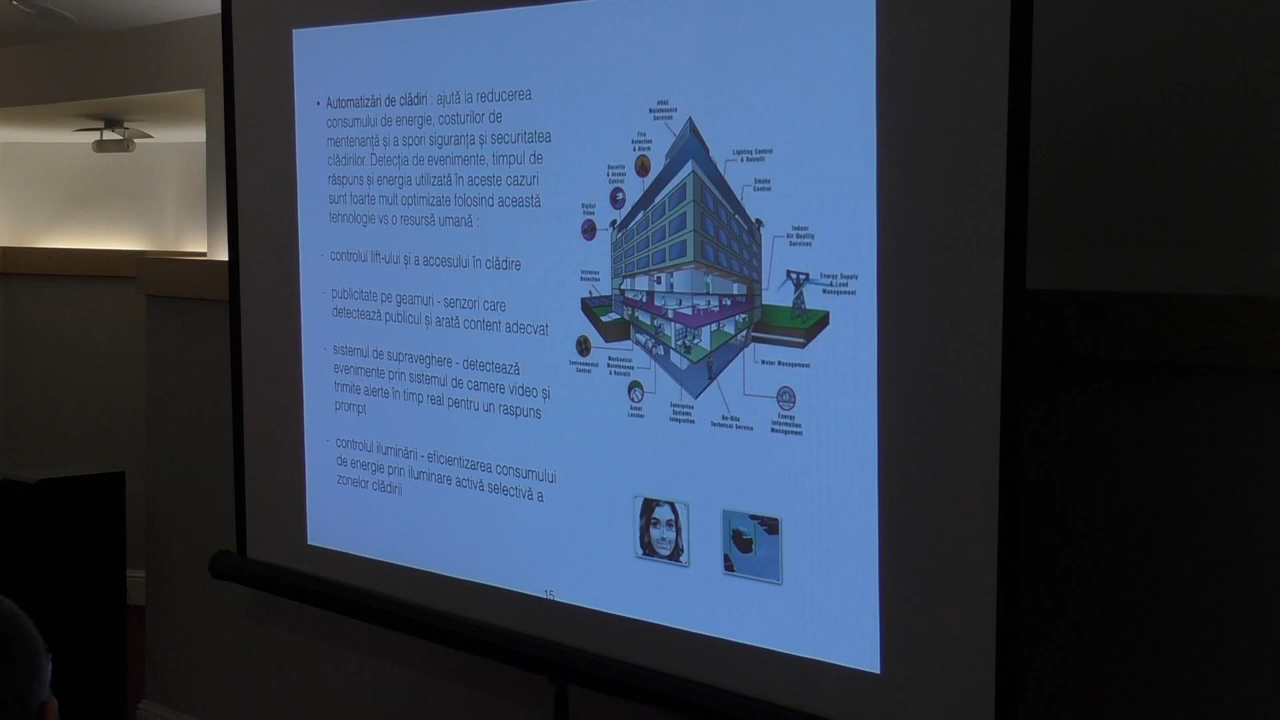 • Automatizări de clădiri : ajută la reducerea
consumului de energie, costurilor de
mentenanță și a spori siguranța și securitatea
clădirilor. Detecția de evenimente, timpul de
răspuns si energia utilizată în aceste cazuri
sunt foarte mult optimizate folosind această
tehnologie vs o resursă umană :
- controlul lift-ului și a accesului în clădire
- publicitate pe geamuri - senzori care
detectează publicul și arată content adecvat
- sistemul de supraveghere - detectează
evenimente prin sistemul de camere video și
trimite alerte în timp real pentru un raspuns
prompt
- controlul iluminării - eficientizarea consumului
de energie prin iluminare activă selectivă a
zonelor clădirii
HVAC
Maintenance
Services
Fire
Detection
& Alarm
Lighting Control
& Retrofit
Security
& Access
Control
Smoke
Control
Digital
Video
Indoor
Air Quality
Services
Intrusion
Detection
Energy Supply
& Load
Management
Environmental
Control
Mechanical
Maintenance
& Retrofit
Water Management
Asset
Locator
Enterprise
Systems
Integration
On-Site
Technical Service
Energy
Information
Management
15